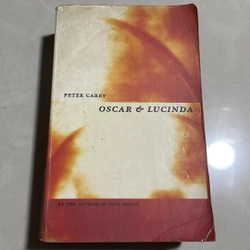 PETER CAREY
OSCAR & LUCINDA
BY THE AUTHOR OF